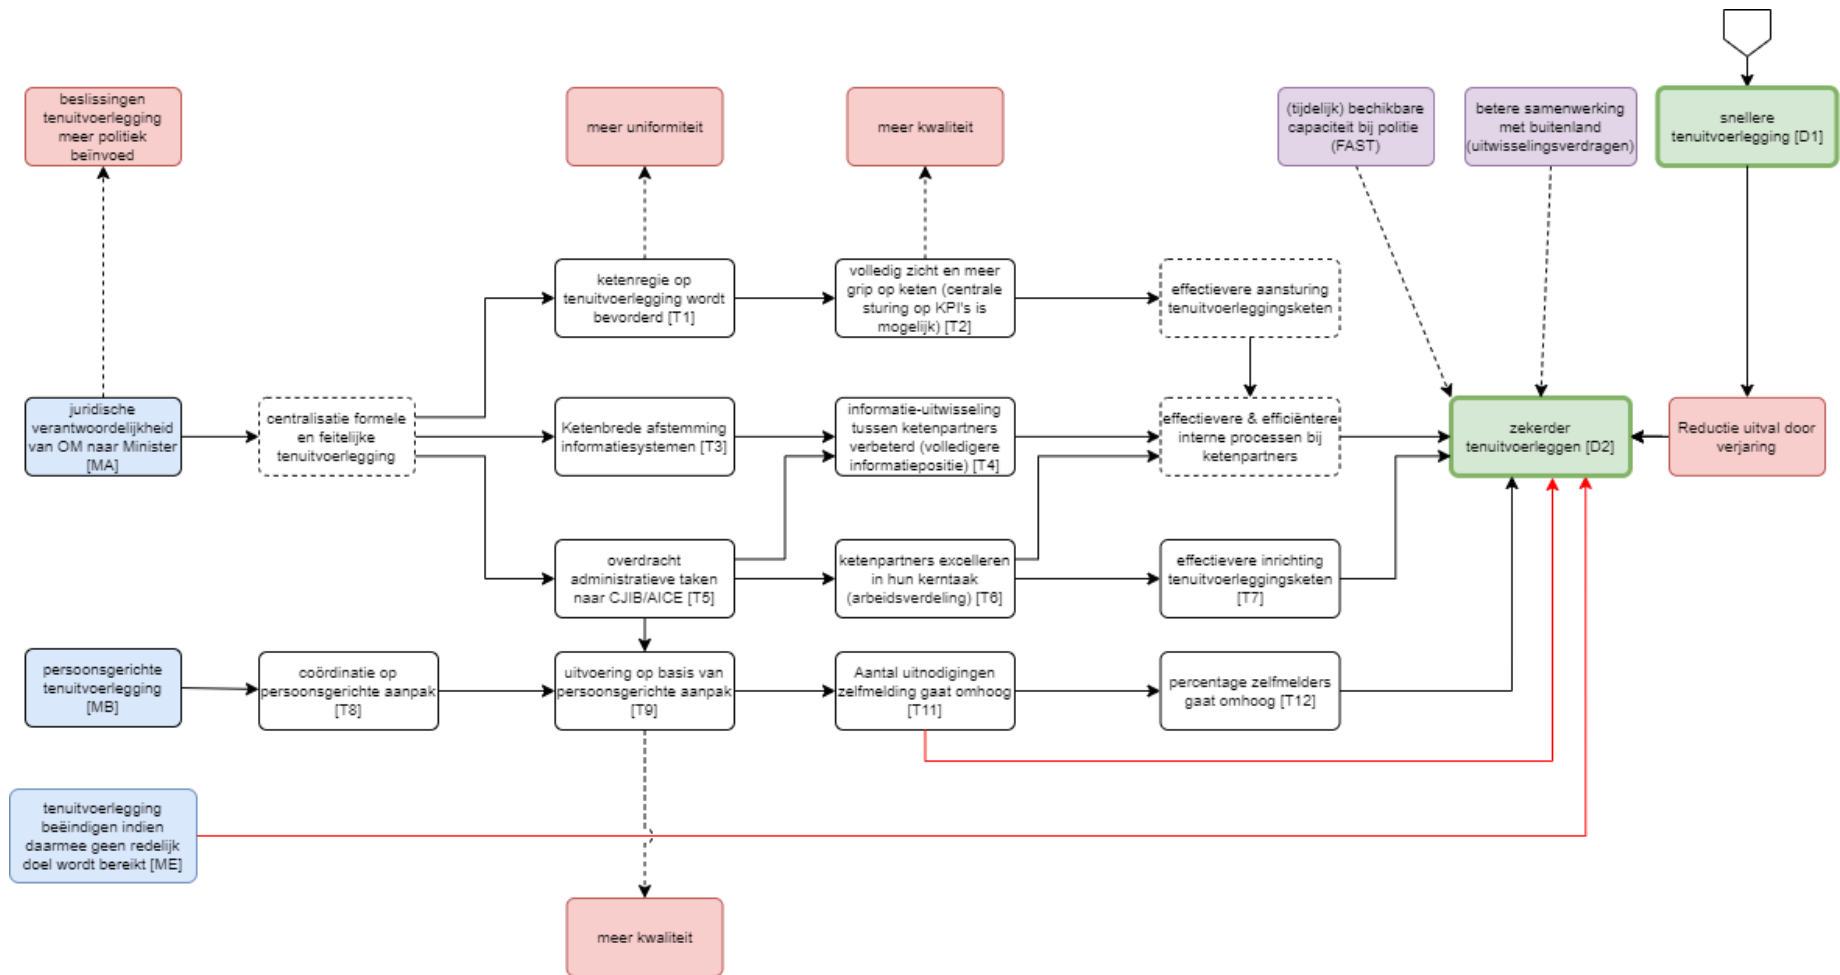 beslissingen
tenuitvoerlegging
meer politiek
beïnvoed
meer uniformiteit
meer kwaliteit
(tijdelijk) bechikbare
capaciteit bij politie
(FAST)
betere samenwerking
met buitenland
(uitwisselingsverdragen)
snellere
tenuitvoerlegging [D1]
ketenregie op
tenuitvoerlegging wordt
bevorderd [T1]
volledig zicht en meer
grip op keten (centrale
sturing op KPI's is
mogelijk) [T2]
effectievere aansturing
tenuitvoerleggingsketen
juridische
verantwoordelijkheid
van OM naar Minister
[MA]
centralisatie formele
en feitelijke
tenuitvoerlegging
Ketenbrede afstemming
informatiesystemen [T3]
informatie-uitwisseling
tussen ketenpartners
verbeterd (volledigere
informatiepositie) [T4]
effectievere & efficiëntere
interne processen bij
ketenpartners
zekerder
tenuitvoerleggen [D2]
Reductie uitval door
verjaring
overdracht
administratieve taken
naar CJIB/AICE [T5]
ketenpartners excelleren
in hun kerntaak
(arbeidsverdeling) [T6]
effectievere inrichting
tenuitvoerleggingsketen
[T7]
persoonsgerichte
tenuitvoerlegging
[MB]
coördinatie op
persoonsgerichte aanpak
[T8]
uitvoering op basis van
persoonsgerichte aanpak
[T9]
Aantal uitnodigingen
zelfmelding gaat omhoog
[T11]
percentage zelfmelders
gaat omhoog [T12]
tenuitvoerlegging
beëindigen indien
daarmee geen redelijk
doel wordt bereikt [ME]
meer kwaliteit